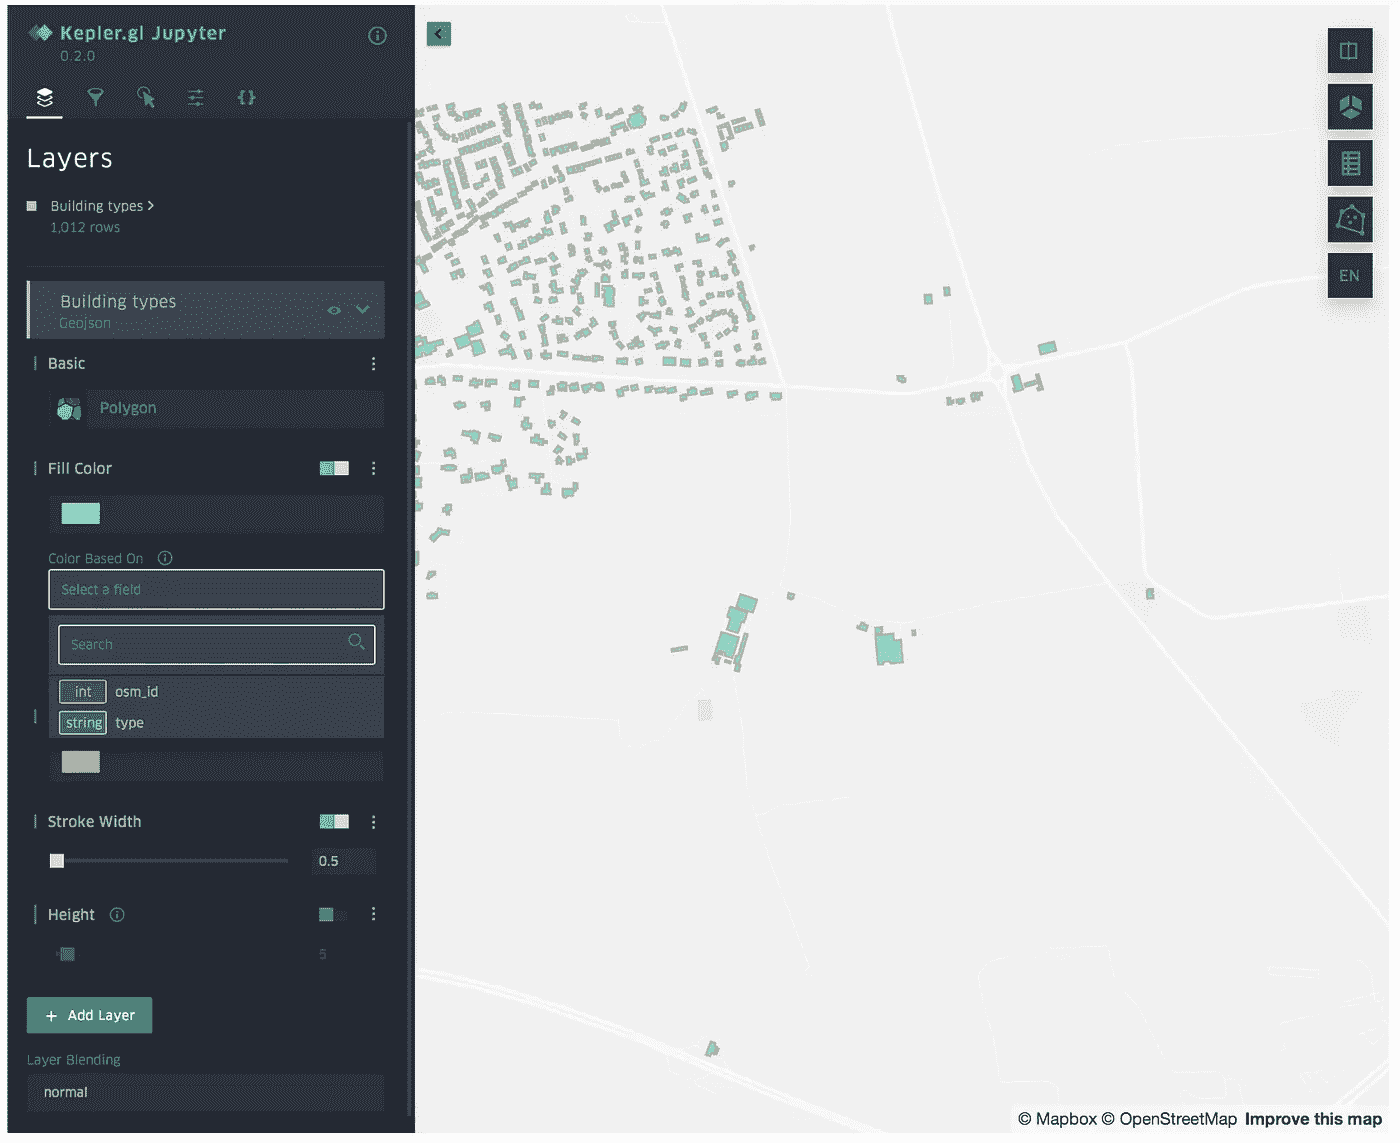 Kepler.gl Jupyter
0.2.0
Layers
Building types
1,012 rows
Building types
Geojson
Basic
Polygon
Fill Color
Color Based On
Select a field
Search
int osm_id
string type
Stroke Width
0.5
Height
5
+ Add Layer
Layer Blending
normal
EN
© Mapbox © OpenStreetMap Improve this map